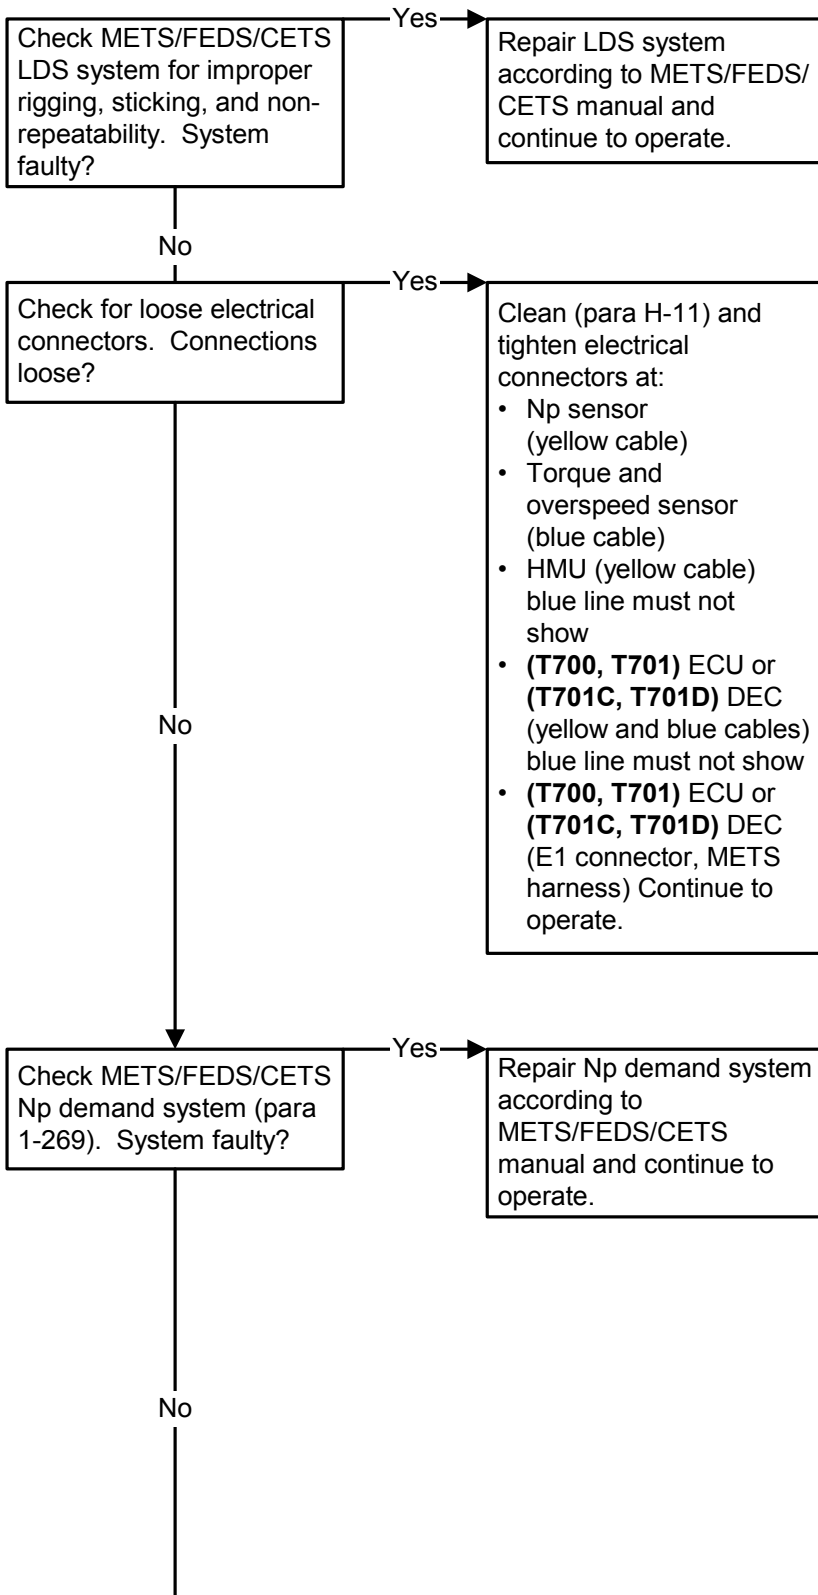 Check METS/FEDS/CETS
LDS system for improper
rigging, sticking, and non-
repeatability.  System
faulty?
Yes
Repair LDS system
according to METS/FEDS/
CETS manual and
continue to operate.
No
Check for loose electrical
connectors.  Connections
loose?
Yes
Clean (para H-11) and
tighten electrical
connectors at:
• Np sensor
(yellow cable)
• Torque and
overspeed sensor
(blue cable)
• HMU (yellow cable)
blue line must not
show
• (T700, T701) ECU or
(T701C, T701D) DEC
(yellow and blue cables)
blue line must not show
• (T700, T701) ECU or
(T701C, T701D) DEC
(E1 connector, METS
harness) Continue to
operate.
No
Check METS/FEDS/CETS
Np demand system (para
1-269).  System faulty?
Yes
Repair Np demand system
according to
METS/FEDS/CETS
manual and continue to
operate.
No